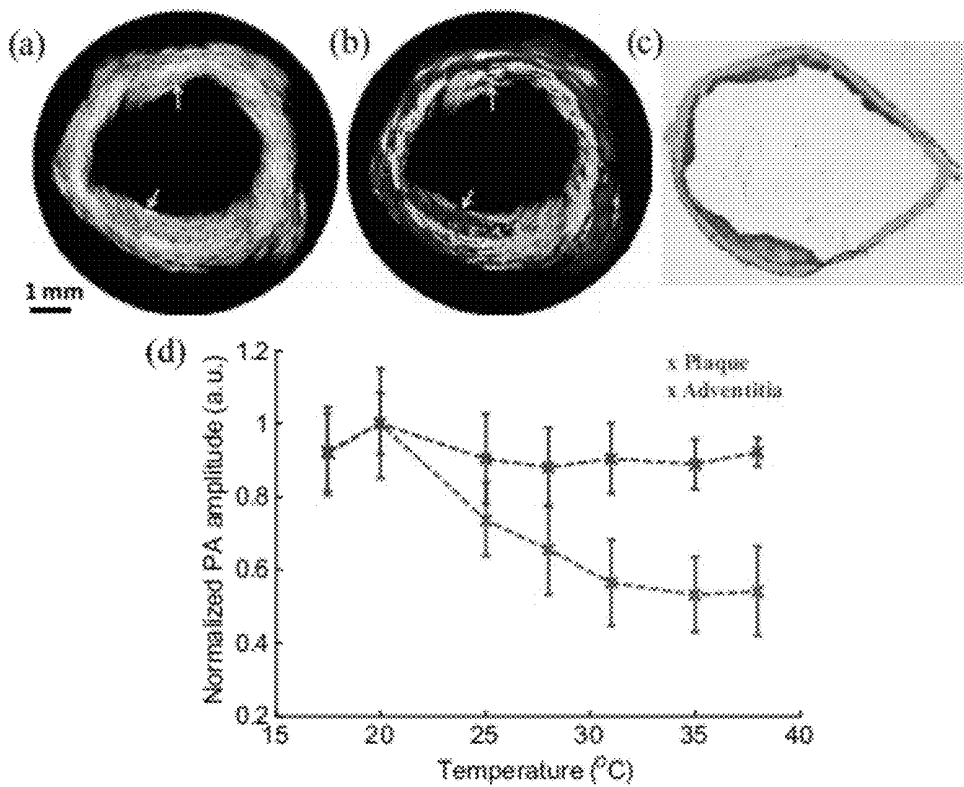 (a)
(b)
(c)
1 mm
(d)
1.2
1
0.8
0.6
0.4
0.2
Normalized PA amplitude (a.u.)
x Plaque
x Adventitia
15
20
25
30
35
40
Temperature (°C)